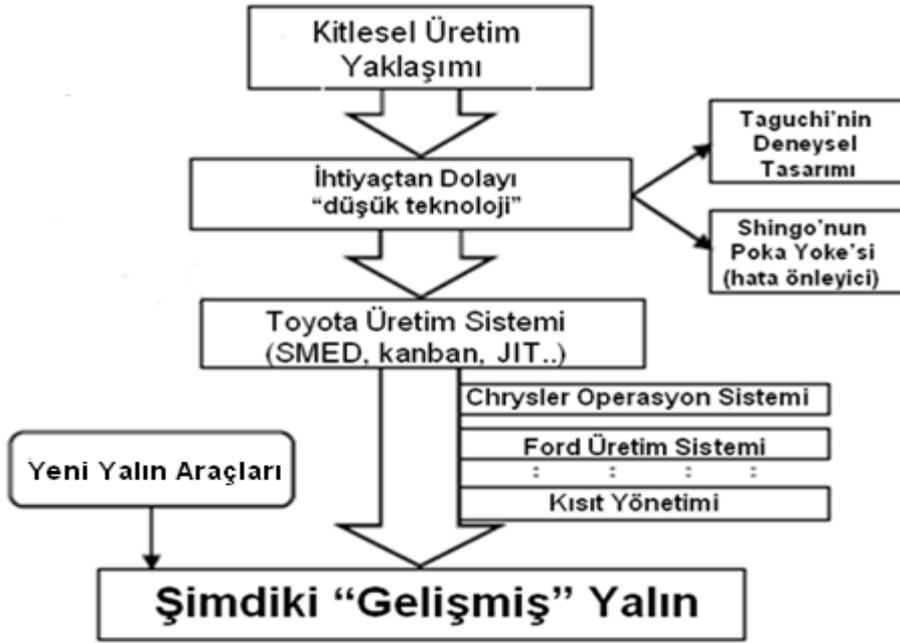 Kitlesel Üretim
Yaklaşımı
İhtiyaçtan Dolayı
“düşük teknoloji”
Taguchi’nin
Deneysel
Tasarımı
Shingo’nun
Poka Yoke’si
(hata önleyici)
Toyota Üretim Sistemi
(SMED, kanban, JIT..)
Chrysler Operasyon Sistemi
Ford Üretim Sistemi
: : : :
Kısıt Yönetimi
Yeni Yalın Araçları
Şimdiki “Gelişmiş” Yalın